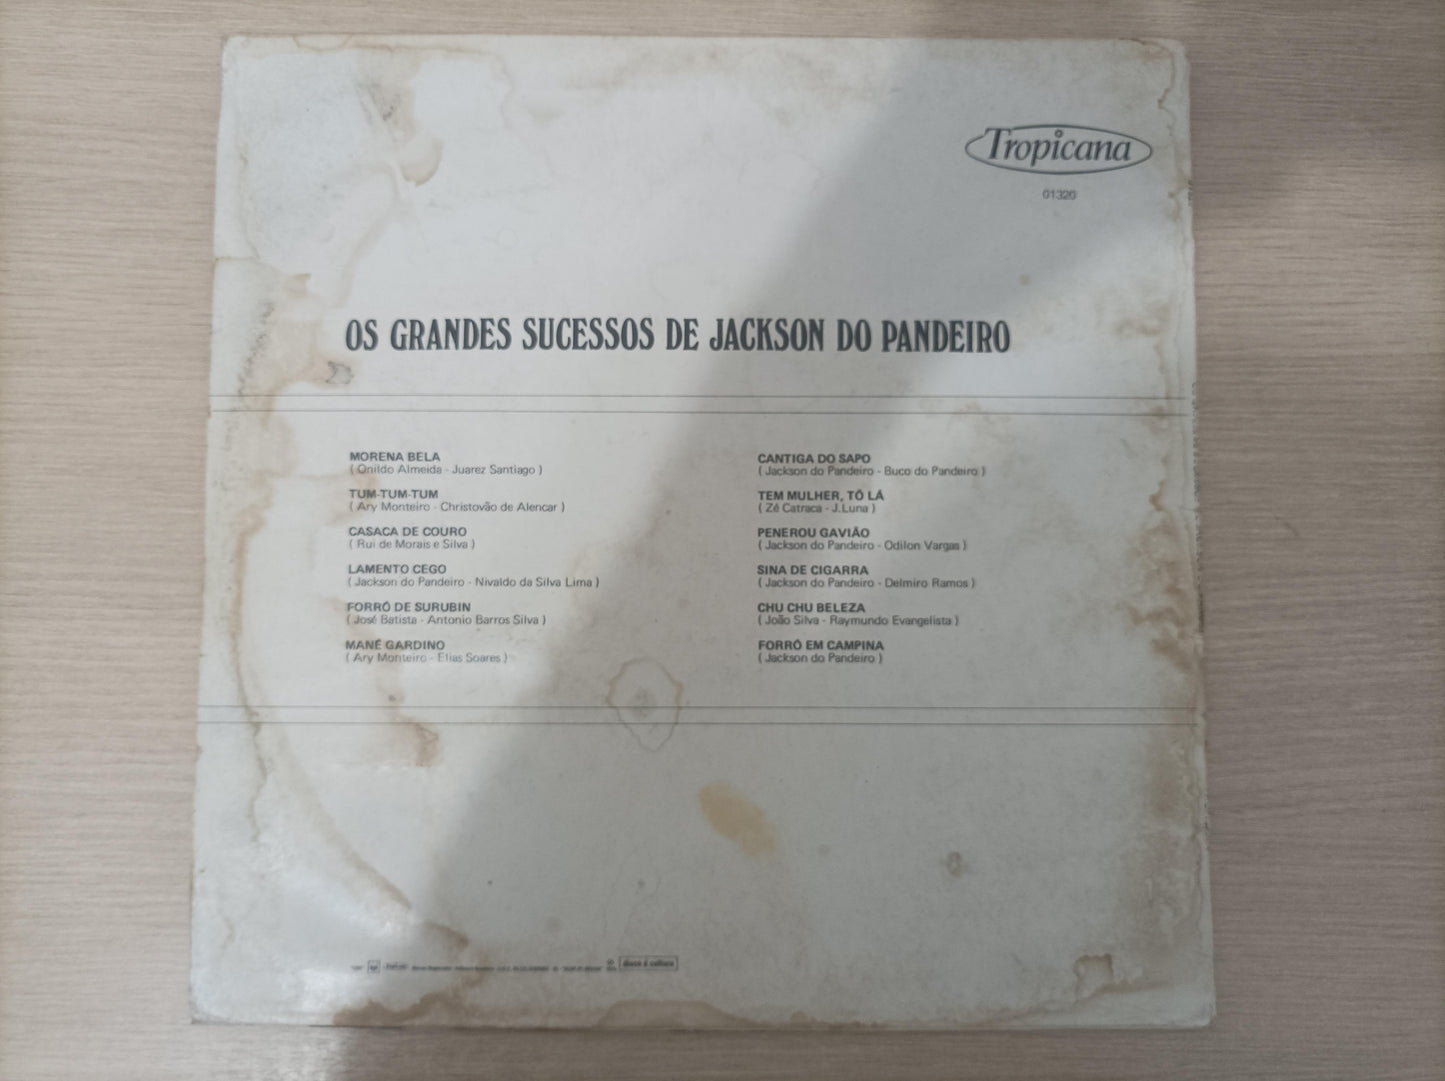 Tropicana
01.320
OS GRANDES SUCESSOS DE JACKSON DO PANDEIRO
MORENA BELA
( Onildo Almeida - Juarez Santiago )
TUM-TUM-TUM
( Ary Monteiro - Christovão de Alencar )
CASACA DE COURO
( Rui de Morais e Silva )
LAMENTO CEGO
( Jackson do Pandeiro - Nivaldo da Silva Lima )
FORRÓ DE SURUBIN
( José Batista - Antonio Barros Silva )
MANÉ GARDINO
( Ary Monteiro - Elias Soares )
CANTIGA DO SAPO
( Jackson do Pandeiro - Buco do Pandeiro )
TEM MULHER, TÔ LÁ
( Zé Catraca - J.Luna )
PENEROU GAVIÃO
( Jackson do Pandeiro - Odilon Vargas )
SINA DE CIGARRA
( Jackson do Pandeiro - Delmiro Ramos )
CHU CHU BELEZA
( João Silva - Raymundo Evangelista )
FORRÓ EM CAMPINA
( Jackson do Pandeiro )
disco é cultura